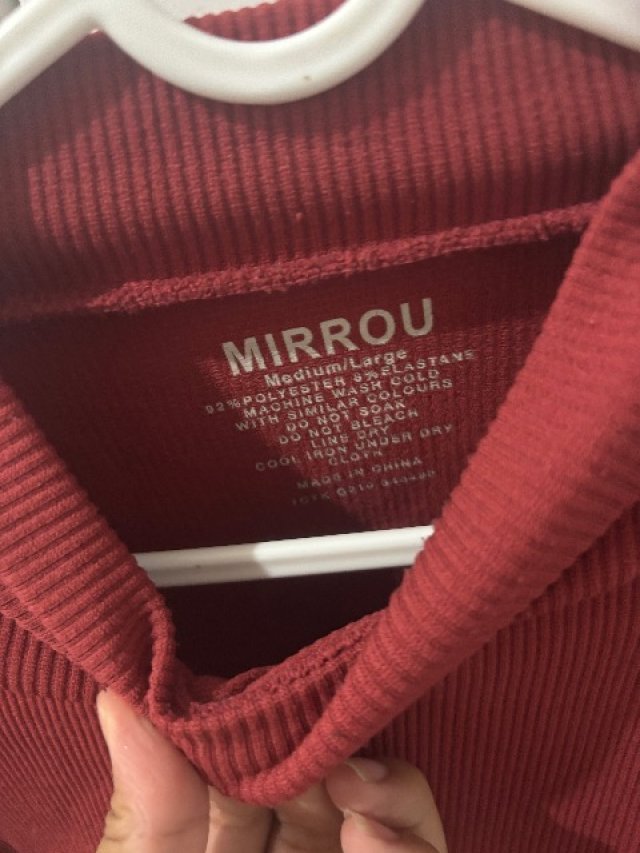 MIRROU
Medium/Large
92%POLYESTER 8%ELASTANE
MACHINE WASH COLD
WITH SIMILAR COLOURS
DO NOT SOAK
DO NOT BLEACH
LINE DRY
COOL IRON UNDER DRY
CLOTH
MADE IN CHINA